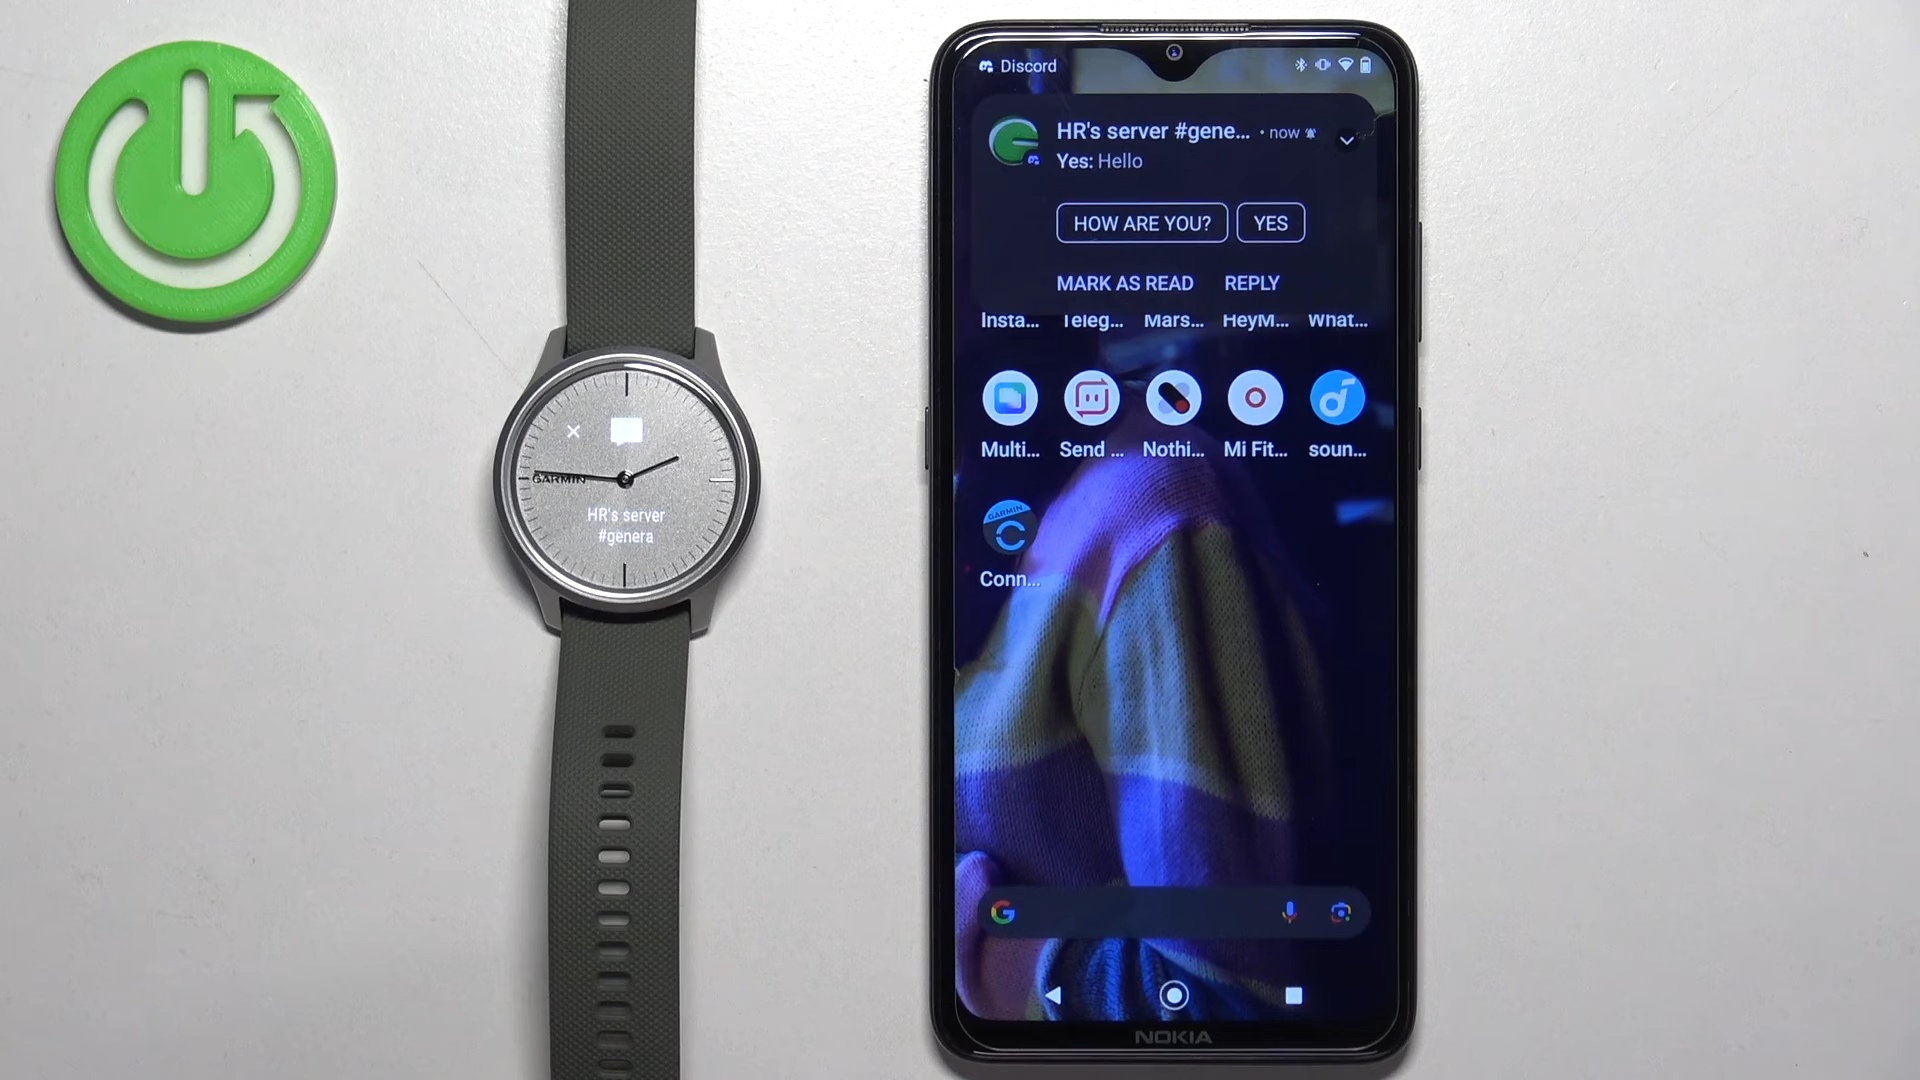 GARMIN
HR's server
#genera
Discord
HR's server #gene... • now
Yes: Hello
HOW ARE YOU? YES
MARK AS READ REPLY
Insta... Teleg... Mars... HeyM... What...
Multi... Send ... Nothi... Mi Fit... soun...
GARMIN
Conn...
NOKIA